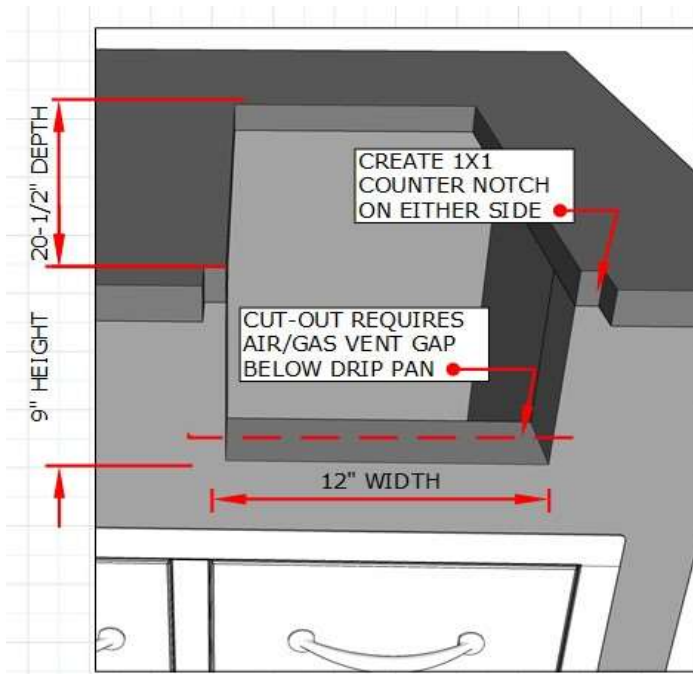 20-1/2" DEPTH
CREATE 1X1
COUNTER NOTCH
ON EITHER SIDE
9" HEIGHT
CUT-OUT REQUIRES
AIR/GAS VENT GAP
BELOW DRIP PAN
12" WIDTH